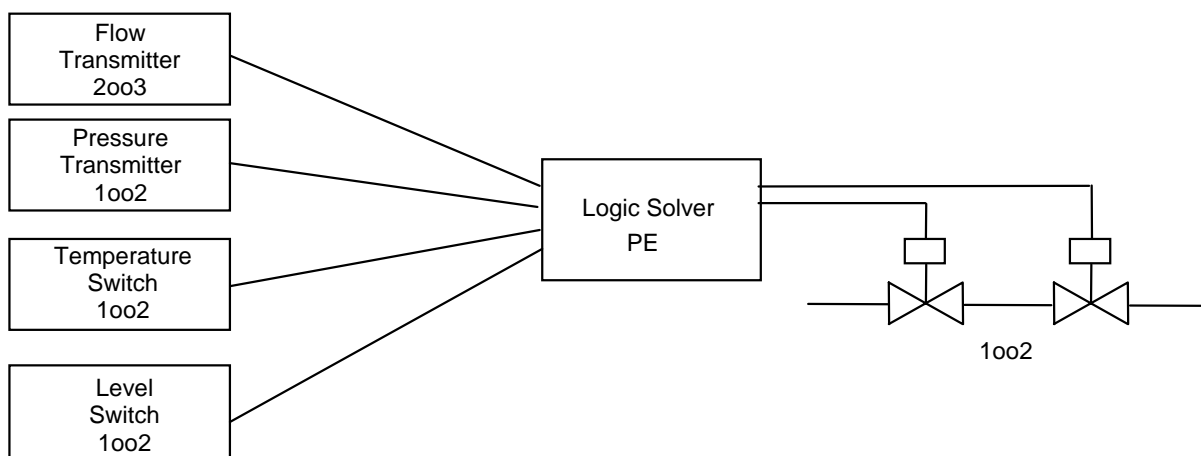 Flow
Transmitter
2oo3
Pressure
Transmitter
1oo2
Temperature
Switch
1oo2
Level
Switch
1oo2
Logic Solver
PE
1oo2